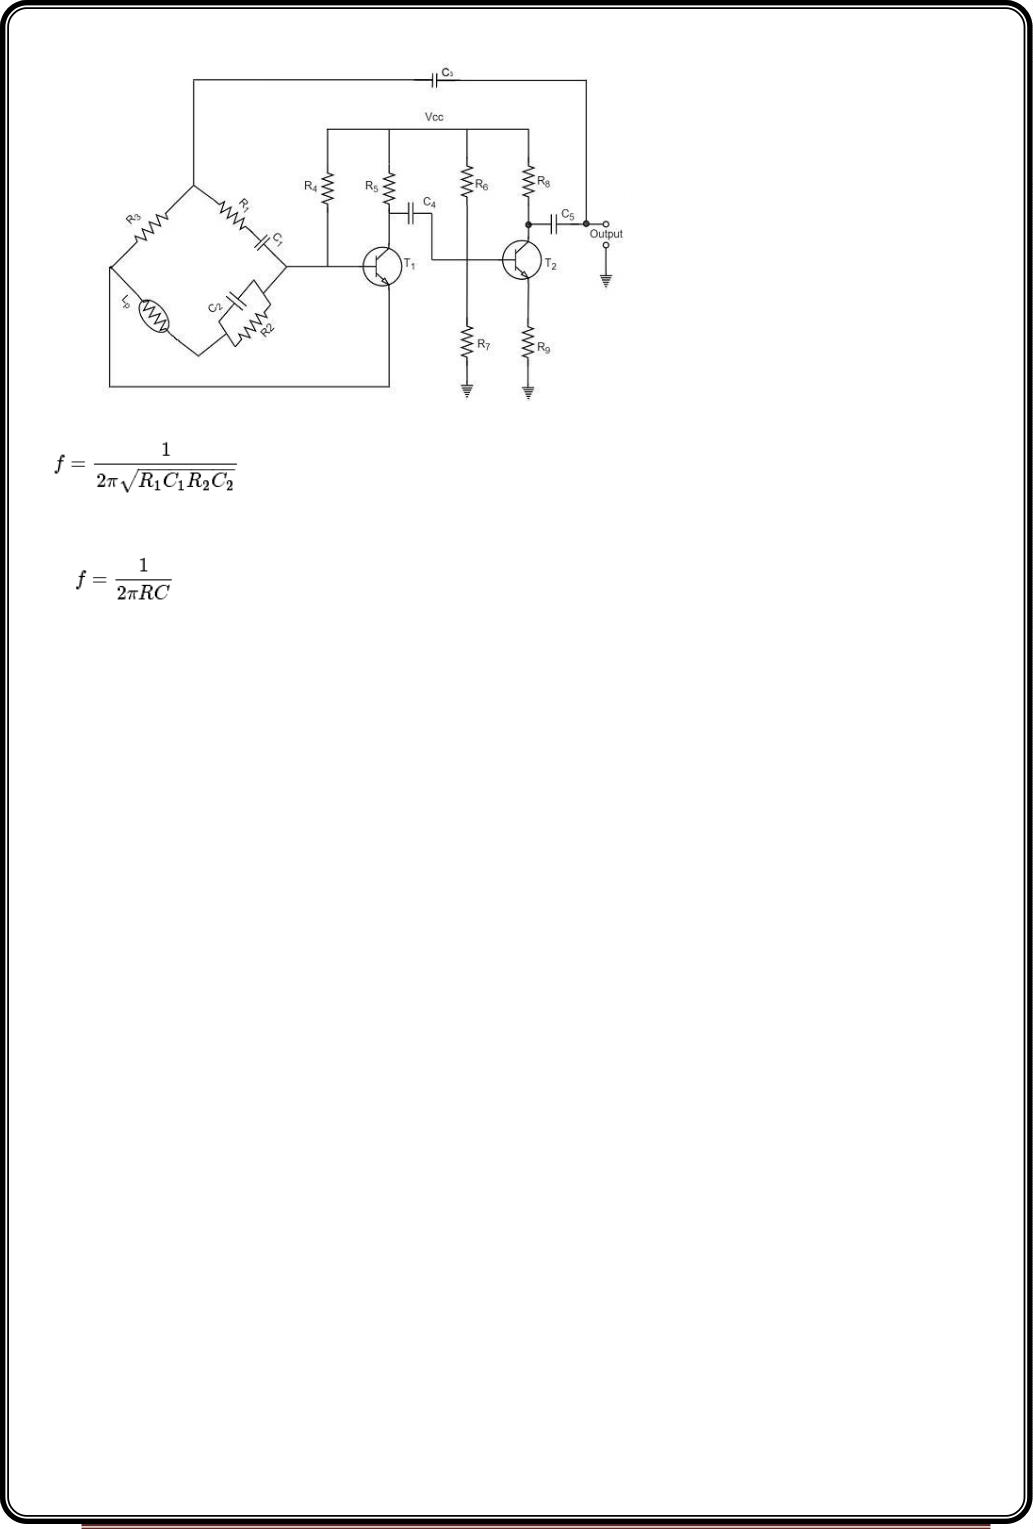 C3
Vcc
R4 R5 R6 R8
R3 R1
C4
C1 C5
Output
T1 T2
Lp C2 R2
R7 R9
f = 1 / (2π√(R₁C₁R₂C₂))
f = 1 / (2πRC)